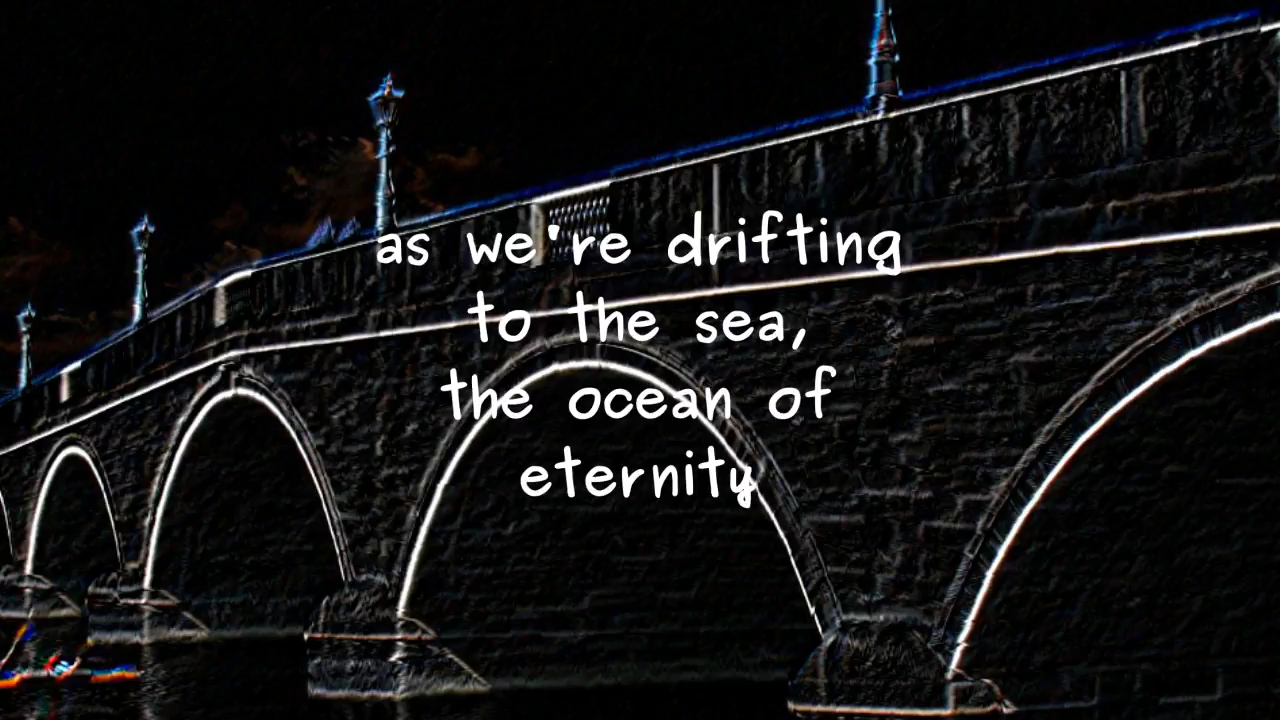 as we're drifting
to the sea,
the ocean of
eternity